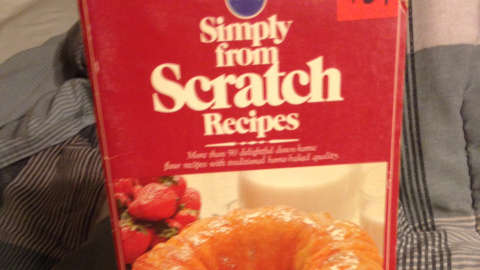 Simply
from
Scratch
Recipes
More than 90 delightful down-home
flour recipes with traditional home-baked quality.